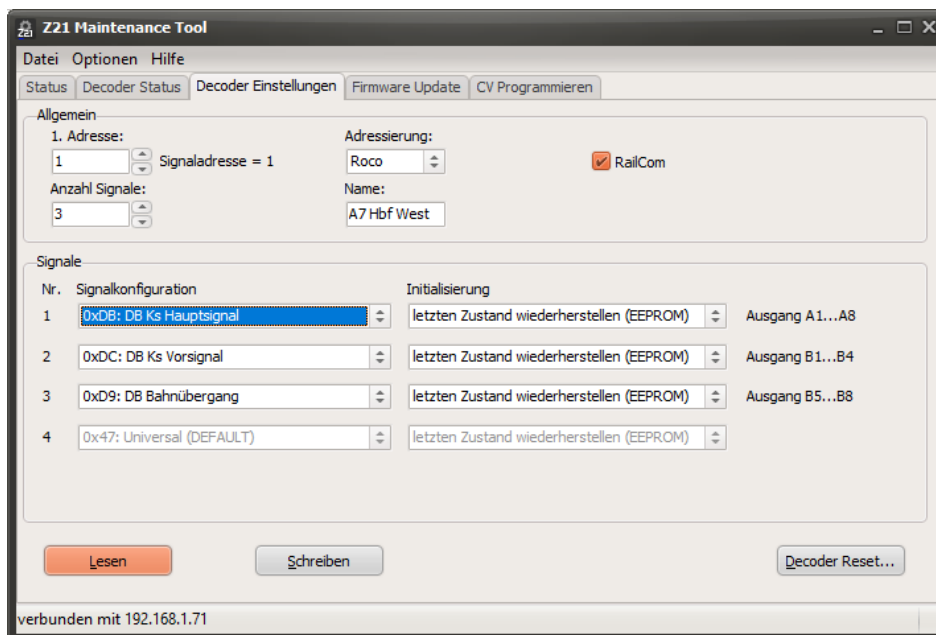 Z21 Maintenance Tool
Datei Optionen Hilfe
Status Decoder Status Decoder Einstellungen Firmware Update CV Programmieren
Allgemein
1. Adresse: Adressierung:
1 Signaladresse = 1 Roco RailCom
Anzahl Signale: Name:
3 A7 Hbf West
Signale
Nr. Signalkonfiguration Initialisierung
1 0xDB: DB Ks Hauptsignal letzten Zustand wiederherstellen (EEPROM) Ausgang A1...A8
2 0xDC: DB Ks Vorsignal letzten Zustand wiederherstellen (EEPROM) Ausgang B1...B4
3 0xD9: DB Bahnübergang letzten Zustand wiederherstellen (EEPROM) Ausgang B5...B8
4 0x47: Universal (DEFAULT) letzten Zustand wiederherstellen (EEPROM)
Lesen Schreiben Decoder Reset...
verbunden mit 192.168.1.71